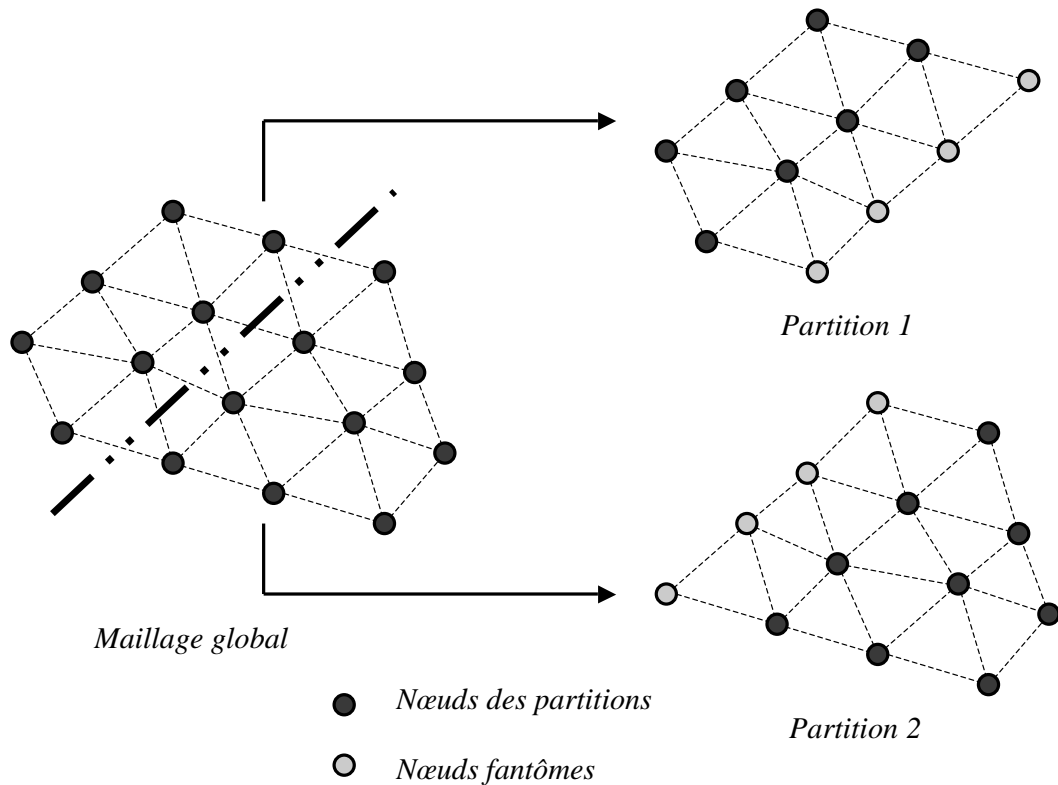 Partition 1
Maillage global
Nœuds des partitions
Partition 2
Nœuds fantômes